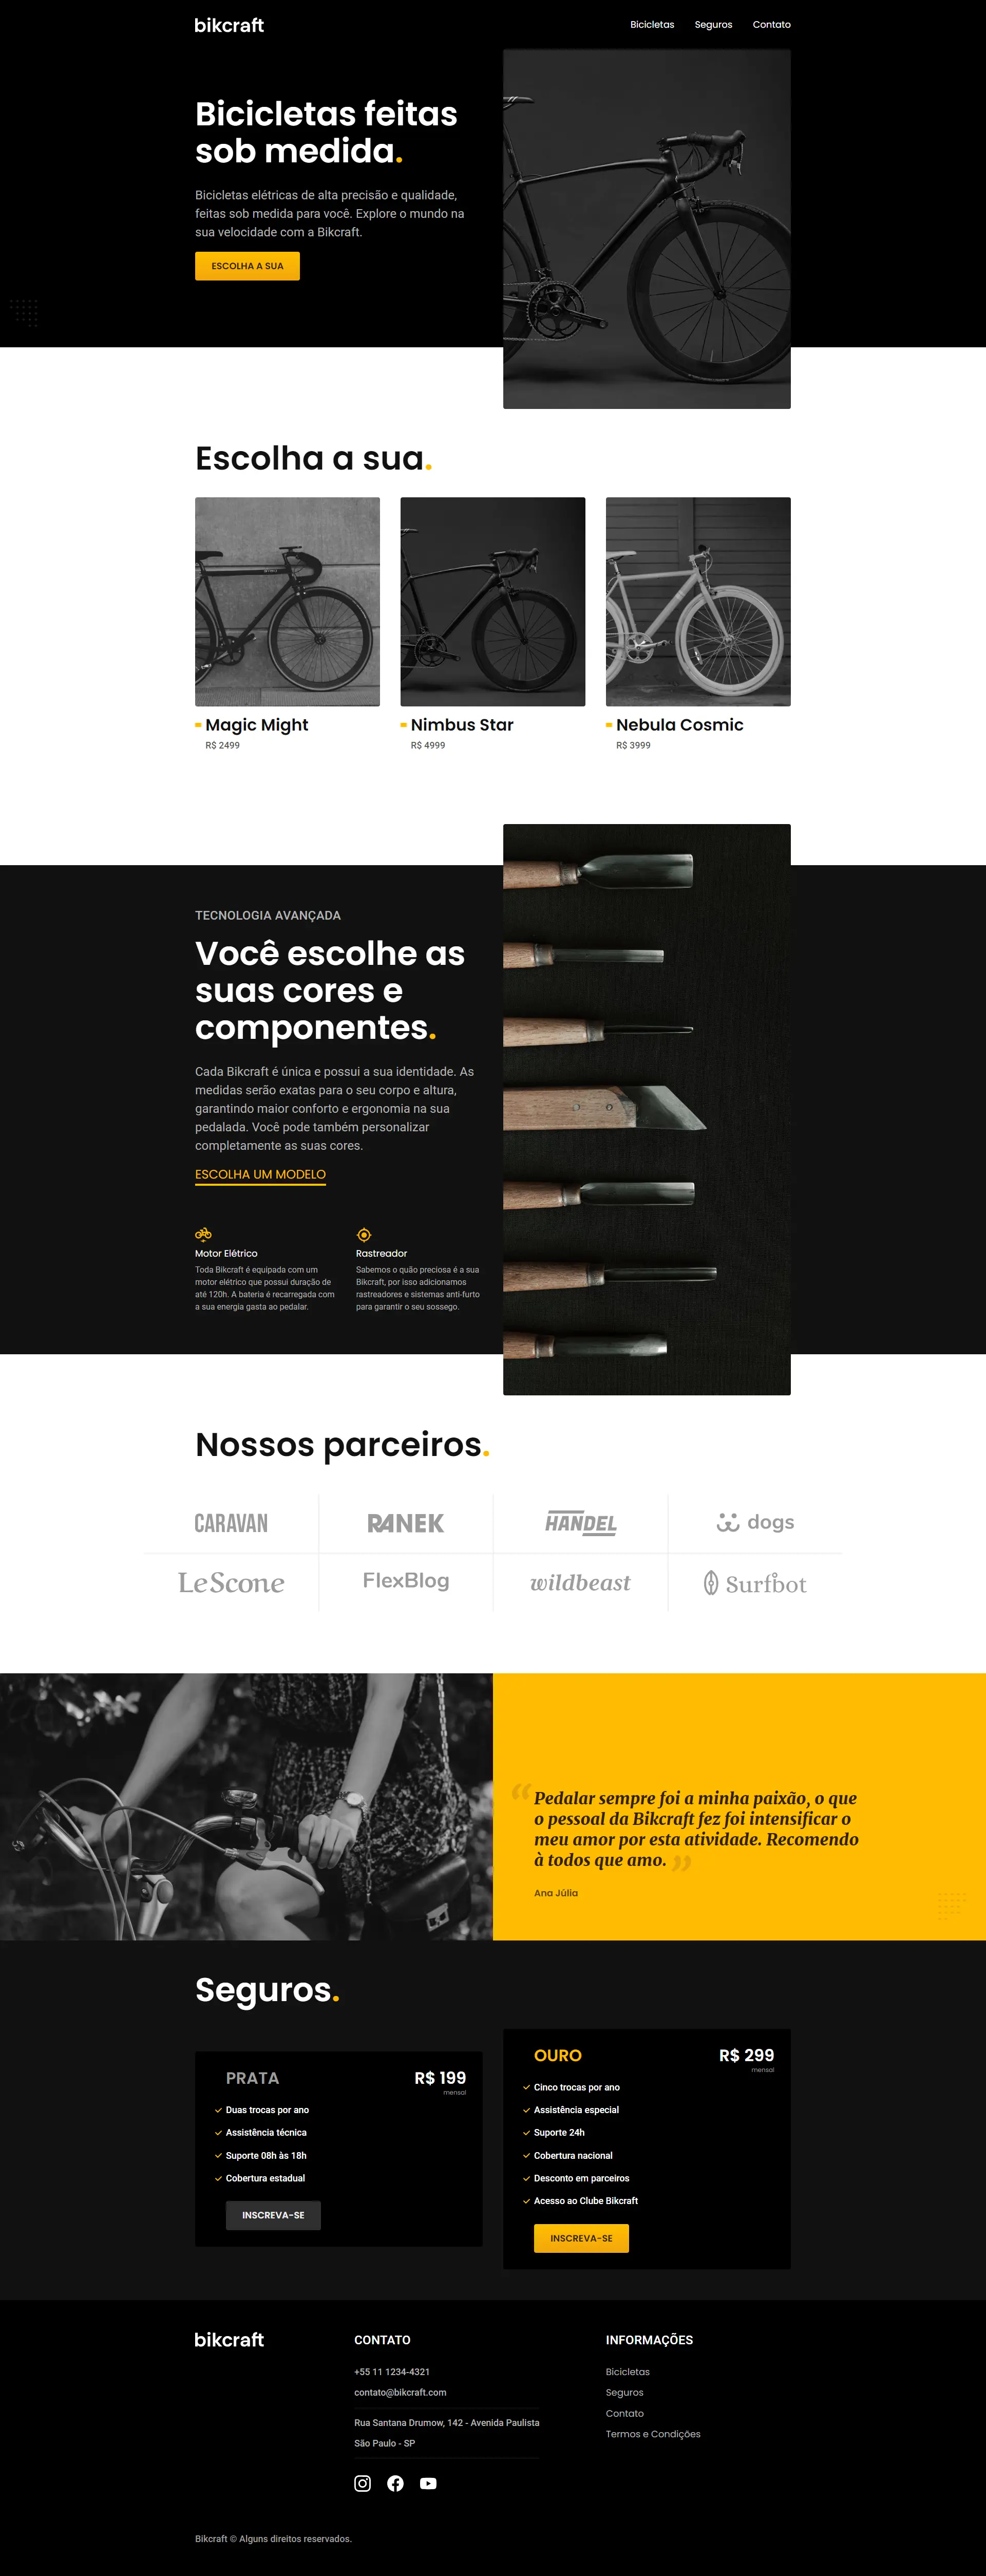 bikcraft
Bicicletas
Seguros
Contato
Bicicletas feitas
sob medida.
Bicicletas elétricas de alta precisão e qualidade,
feitas sob medida para você. Explore o mundo na
sua velocidade com a Bikcraft.
ESCOLHA A SUA
Escolha a sua.
Magic Might
R$ 2499
Nimbus Star
R$ 4999
Nebula Cosmic
R$ 3999
TECNOLOGIA AVANÇADA
Você escolhe as
suas cores e
componentes.
Cada Bikcraft é única e possui a sua identidade. As
medidas serão exatas para o seu corpo e altura,
garantindo maior conforto e ergonomia na sua
pedalada. Você pode também personalizar
completamente as suas cores.
ESCOLHA UM MODELO
Motor Elétrico
Toda Bikcraft é equipada com um
motor elétrico que possui duração de
até 120h. A bateria é recarregada com
a sua energia gasta ao pedalar.
Rastreador
Sabemos o quão preciosa é a sua
Bikcraft, por isso adicionamos
rastreadores e sistemas anti-furto
para garantir o seu sossego.
Nossos parceiros.
CARAVAN
RANEK
HANDEL
dogs
LeScone
FlexBlog
wildbeast
Surfbot
“Pedalar sempre foi a minha paixão, o que
o pessoal da Bikcraft fez foi intensificar o
meu amor por esta atividade. Recomendo
à todos que amo.”
Ana Júlia
Seguros.
PRATA
R$ 199
mensal
Duas trocas por ano
Assistência técnica
Suporte 08h às 18h
Cobertura estadual
INSCREVA-SE
OURO
R$ 299
mensal
Cinco trocas por ano
Assistência especial
Suporte 24h
Cobertura nacional
Desconto em parceiros
Acesso ao Clube Bikcraft
INSCREVA-SE
bikcraft
CONTATO
+55 11 1234-4321
contato@bikcraft.com
Rua Santana Drumow, 142 - Avenida Paulista
São Paulo - SP
INFORMAÇÕES
Bicicletas
Seguros
Contato
Termos e Condições
Bikcraft © Alguns direitos reservados.